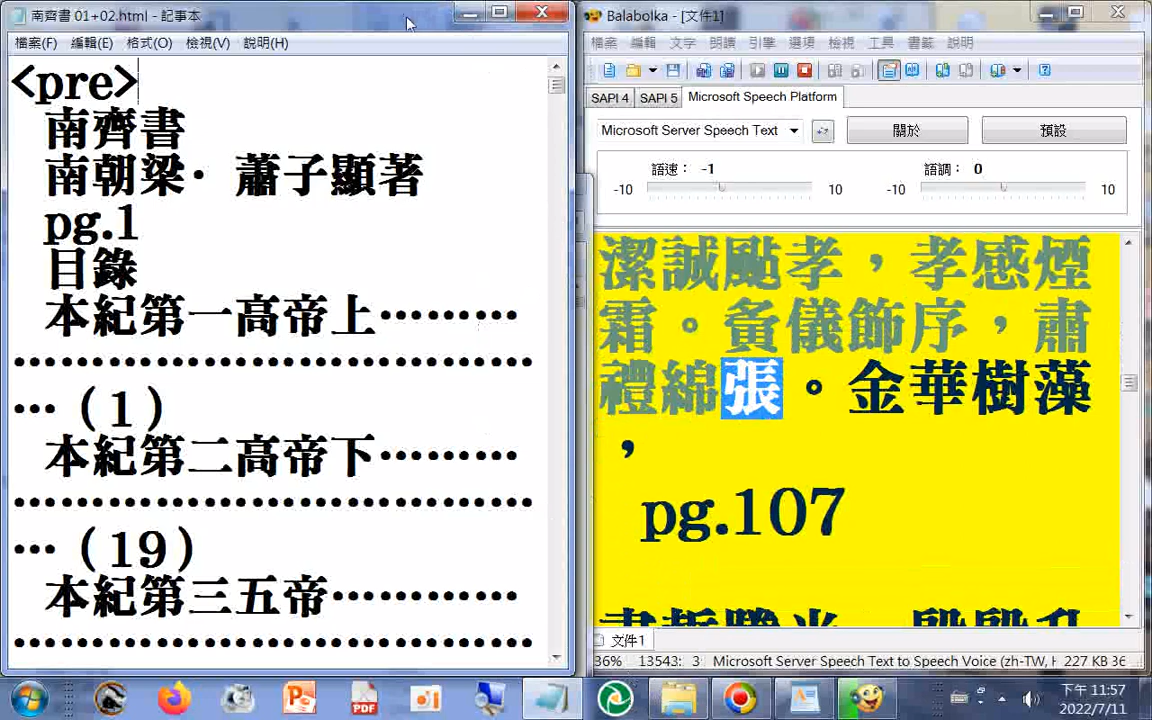 南齊書 01+02.html - 記事本
檔案(F) 編輯(E) 格式(O) 檢視(V) 說明(H)
<pre>
南齊書
南朝梁· 蕭子顯著
pg.1
目錄
本紀第一高帝上………
………………………………
…（1）
本紀第二高帝下………
………………………………
…（19）
本紀第三五帝…………
………………………………
Balabolka - [文件1]
檔案 編輯 文字 朗讀 引擎 選項 檢視 工具 書籤 說明
SAPI 4 SAPI 5 Microsoft Speech Platform
Microsoft Server Speech Text 關於 預設
語速： -1 語調： 0
-10 10 -10 10
潔誠颭孝，孝感煙
霜。夤儀飾序，肅
禮綿張。金華樹藻
，
pg.107
文件1
36% 13543: 3 Microsoft Server Speech Text to Speech Voice (zh-TW, H 227 KB 36
下午 11:57
2022/7/11